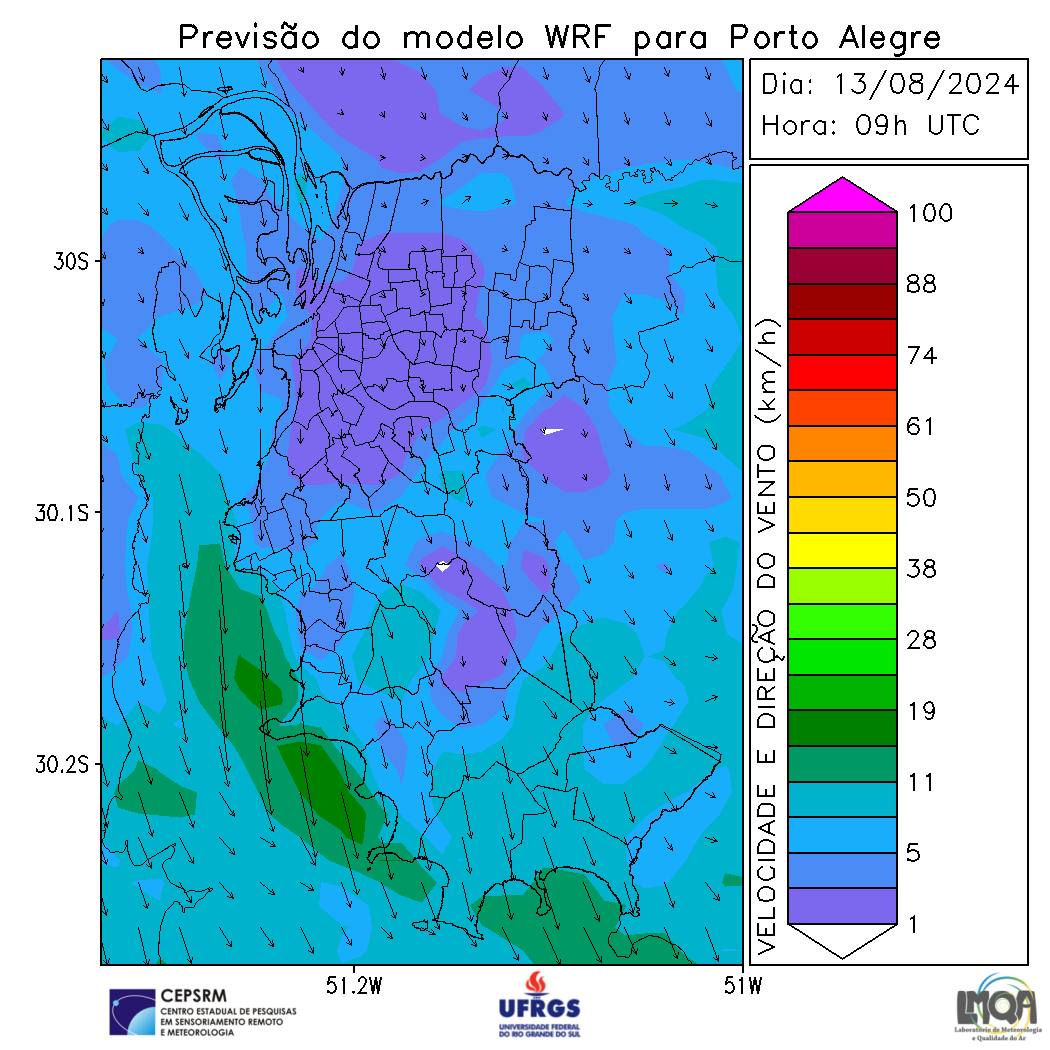 Previsão do modelo WRF para Porto Alegre
Dia: 13/08/2024
Hora: 09h UTC
30S
30.1S
30.2S
51.2W
51W
VELOCIDADE E DIREÇÃO DO VENTO (km/h)
100
88
74
61
50
38
28
19
11
5
1
CEPSRM
CENTRO ESTADUAL DE PESQUISAS
EM SENSORIAMENTO REMOTO
E METEOROLOGIA
UFRGS
UNIVERSIDADE FEDERAL
DO RIO GRANDE DO SUL
LMQA
Laboratório de Meteorologia
e Qualidade do Ar